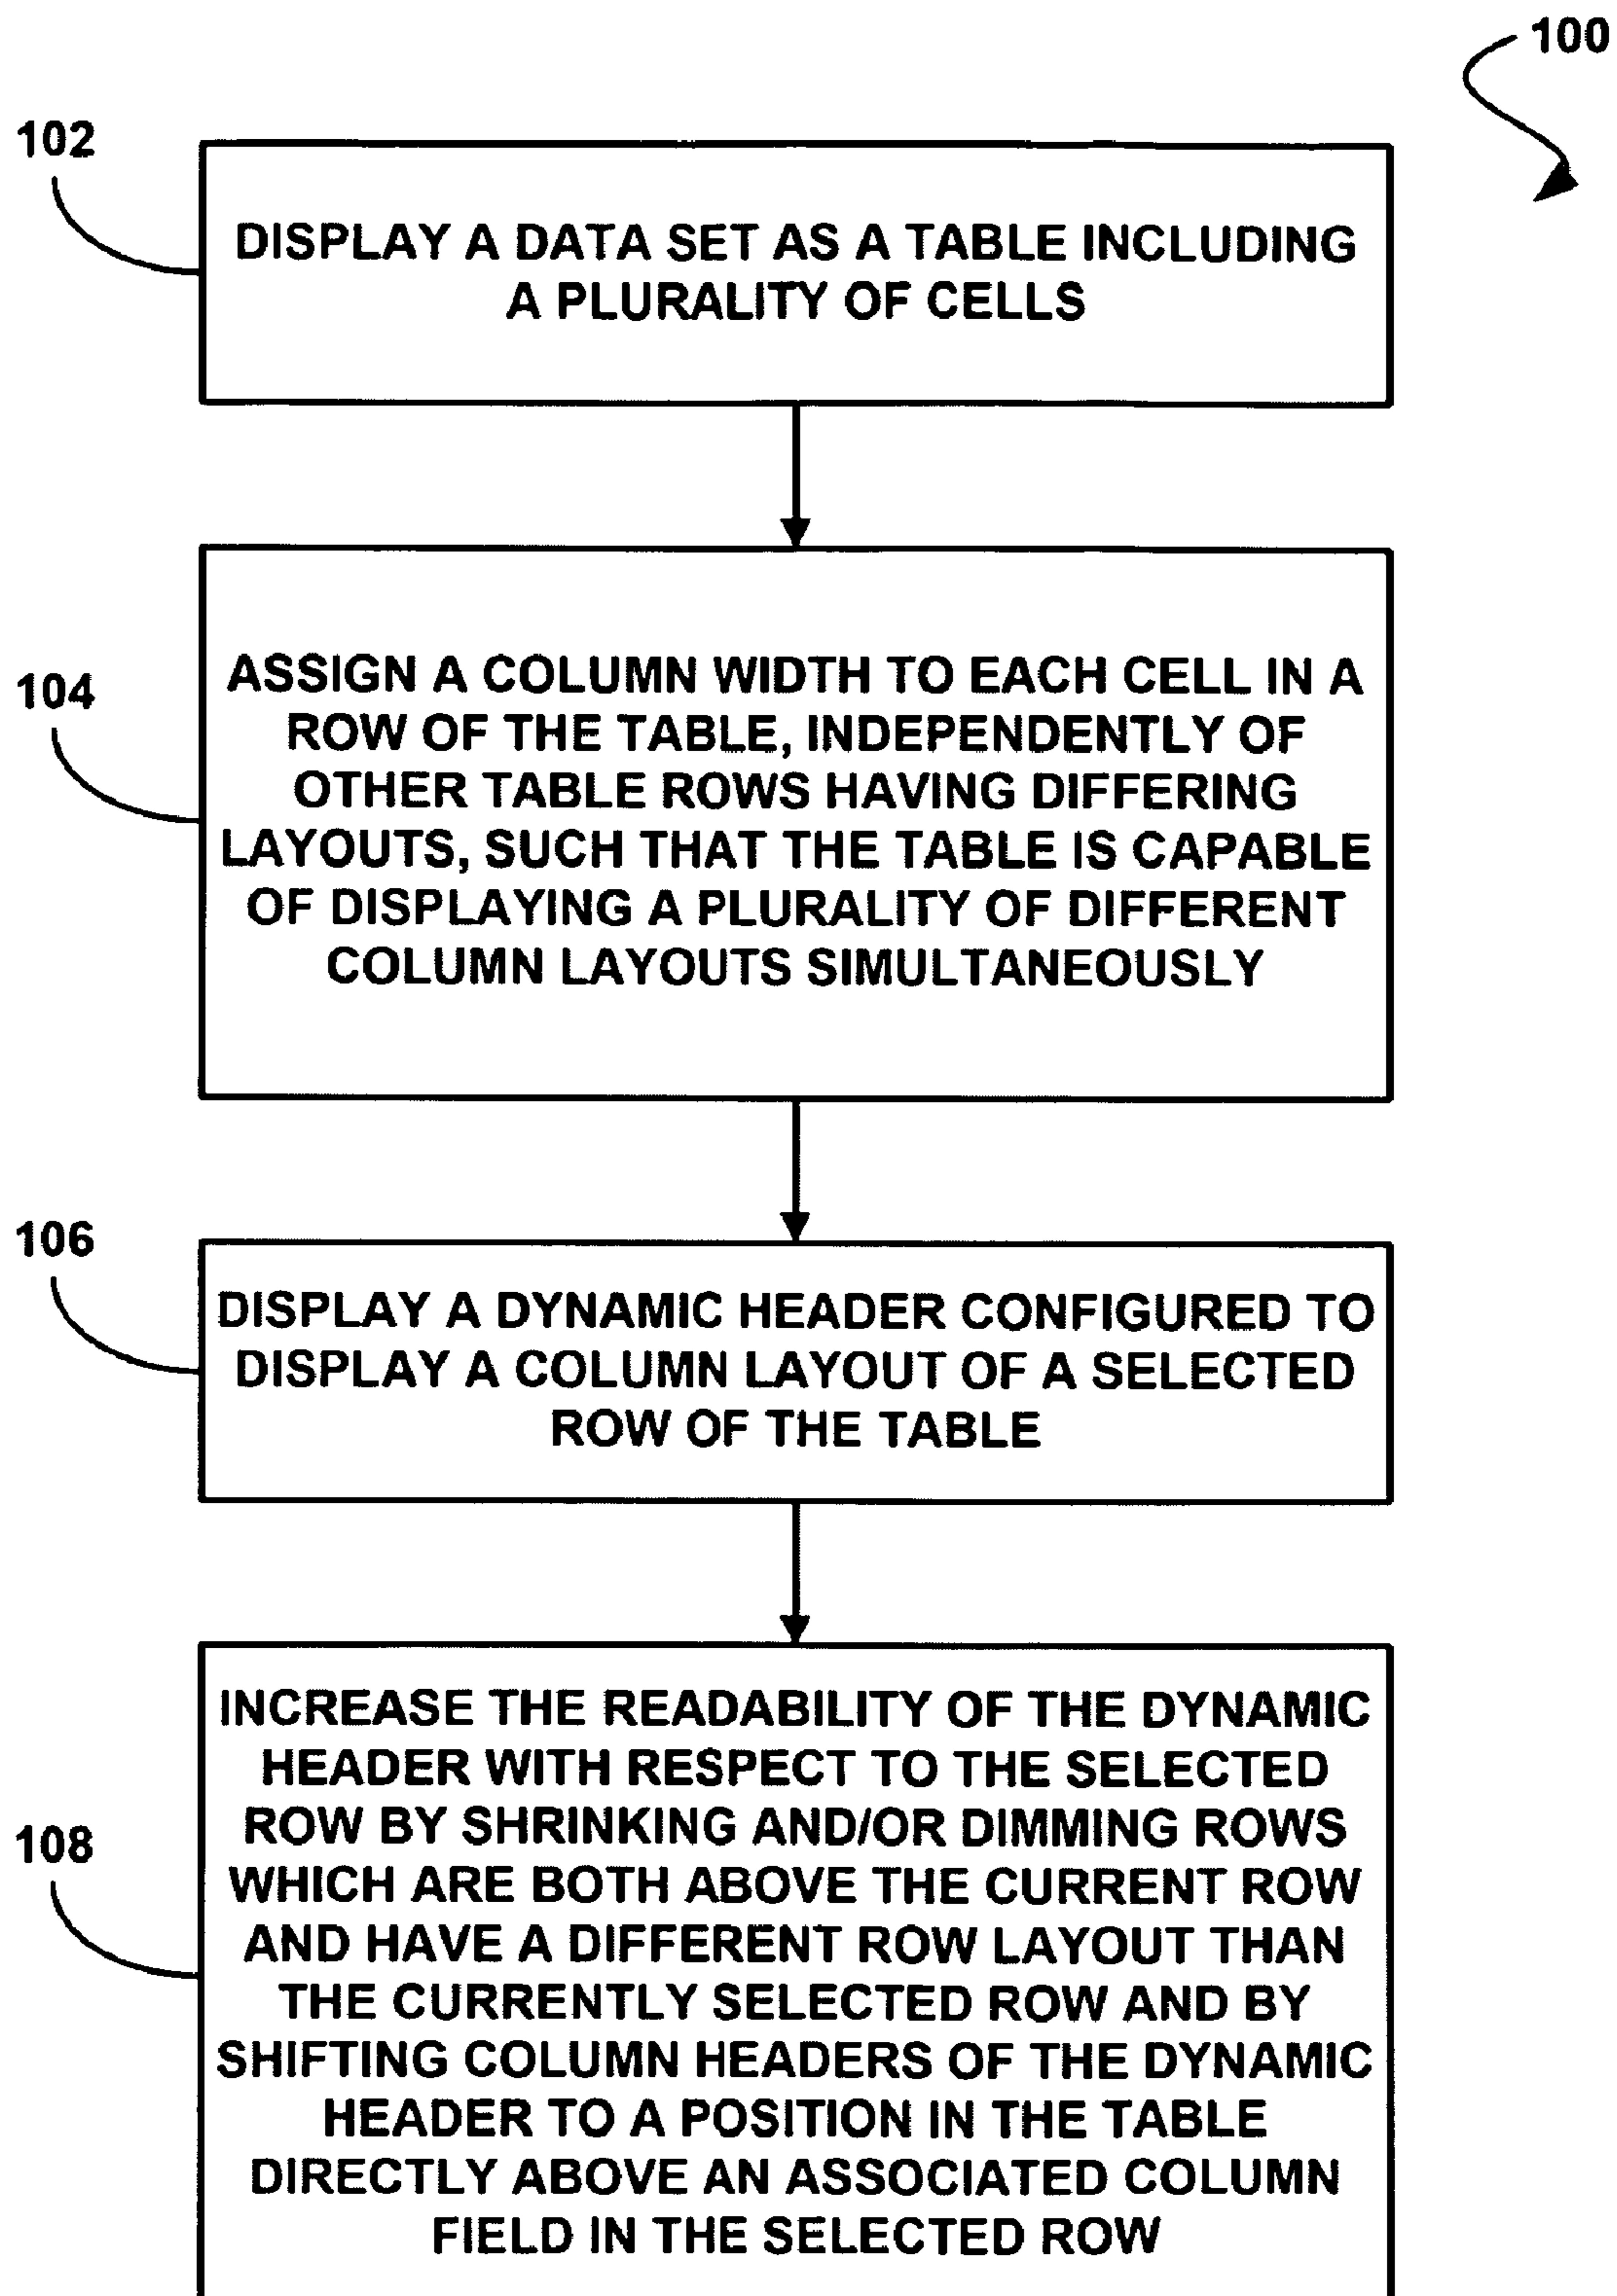 100
102
DISPLAY A DATA SET AS A TABLE INCLUDING
A PLURALITY OF CELLS
104
ASSIGN A COLUMN WIDTH TO EACH CELL IN A
ROW OF THE TABLE, INDEPENDENTLY OF
OTHER TABLE ROWS HAVING DIFFERING
LAYOUTS, SUCH THAT THE TABLE IS CAPABLE
OF DISPLAYING A PLURALITY OF DIFFERENT
COLUMN LAYOUTS SIMULTANEOUSLY
106
DISPLAY A DYNAMIC HEADER CONFIGURED TO
DISPLAY A COLUMN LAYOUT OF A SELECTED
ROW OF THE TABLE
108
INCREASE THE READABILITY OF THE DYNAMIC
HEADER WITH RESPECT TO THE SELECTED
ROW BY SHRINKING AND/OR DIMMING ROWS
WHICH ARE BOTH ABOVE THE CURRENT ROW
AND HAVE A DIFFERENT ROW LAYOUT THAN
THE CURRENTLY SELECTED ROW AND BY
SHIFTING COLUMN HEADERS OF THE DYNAMIC
HEADER TO A POSITION IN THE TABLE
DIRECTLY ABOVE AN ASSOCIATED COLUMN
FIELD IN THE SELECTED ROW